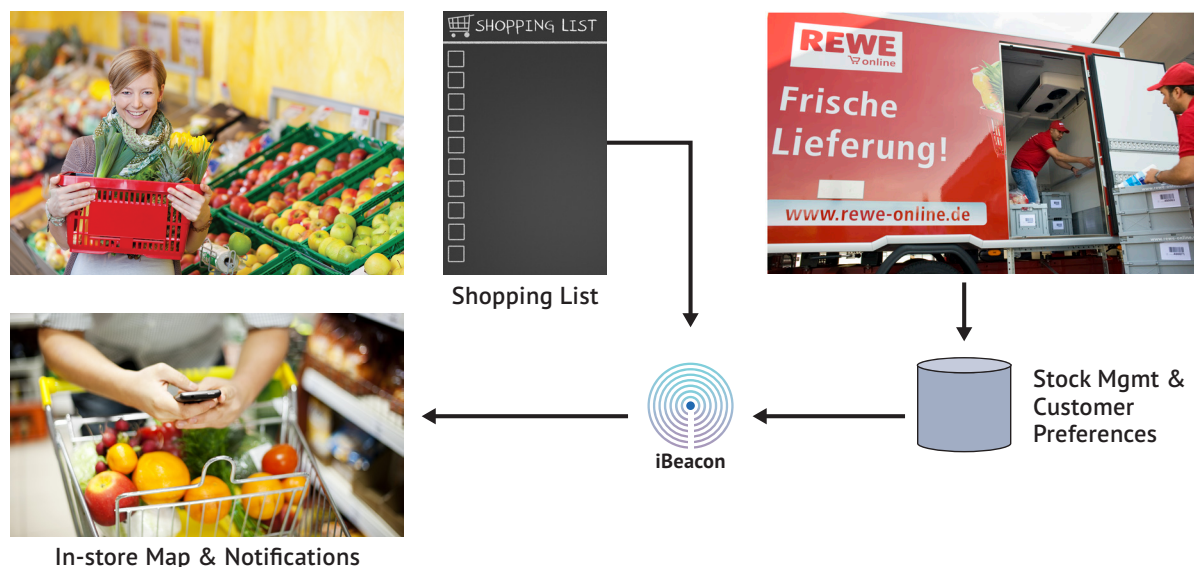 SHOPPING LIST
Shopping List
REWE
online
Frische
Lieferung!
www.rewe-online.de
iBeacon
Stock Mgmt &
Customer
Preferences
In-store Map & Notifications